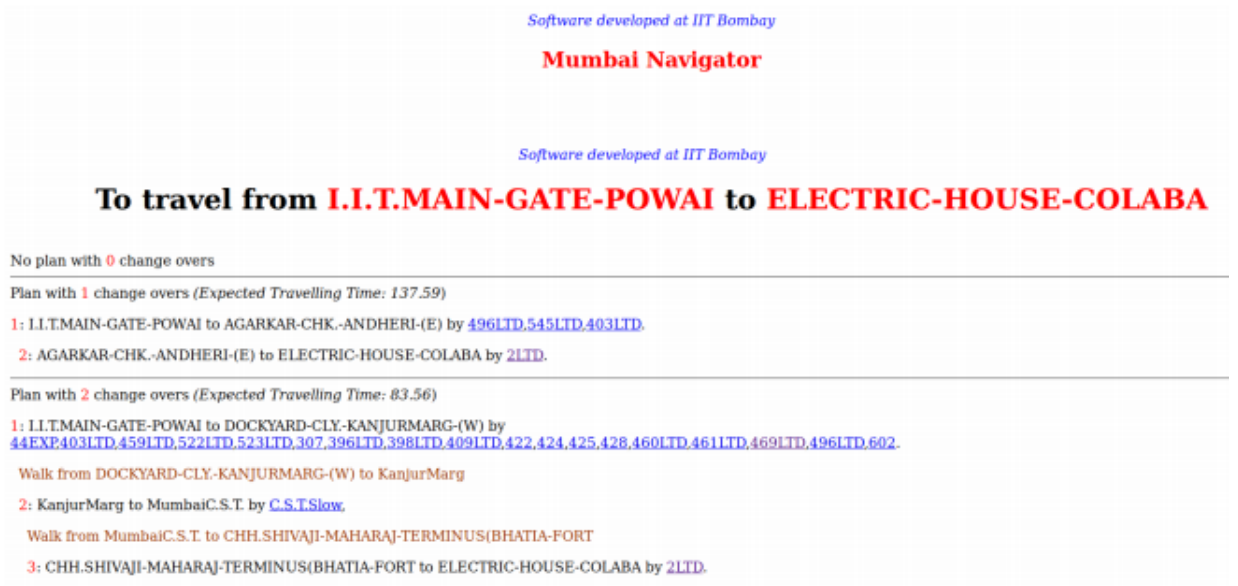 Software developed at IIT Bombay
Mumbai Navigator
Software developed at IIT Bombay
To travel from I.I.T.MAIN-GATE-POWAI to ELECTRIC-HOUSE-COLABA
No plan with 0 change overs
Plan with 1 change overs (Expected Travelling Time: 137.59)
1: I.I.T.MAIN-GATE-POWAI to AGARKAR-CHK.-ANDHERI-(E) by 496LTD,545LTD,403LTD.
2: AGARKAR-CHK.-ANDHERI-(E) to ELECTRIC-HOUSE-COLABA by 2LTD.
Plan with 2 change overs (Expected Travelling Time: 83.56)
1: I.I.T.MAIN-GATE-POWAI to DOCKYARD-CLY.-KANJURMARG-(W) by
44EXP,403LTD,459LTD,522LTD,523LTD,307,396LTD,398LTD,409LTD,422,424,425,428,460LTD,461LTD,469LTD,496LTD,602.
Walk from DOCKYARD-CLY.-KANJURMARG-(W) to KanjurMarg
2: KanjurMarg to MumbaiC.S.T. by C.S.T.Slow,
Walk from MumbaiC.S.T. to CHH.SHIVAJI-MAHARAJ-TERMINUS(BHATIA-FORT
3: CHH.SHIVAJI-MAHARAJ-TERMINUS(BHATIA-FORT to ELECTRIC-HOUSE-COLABA by 2LTD.